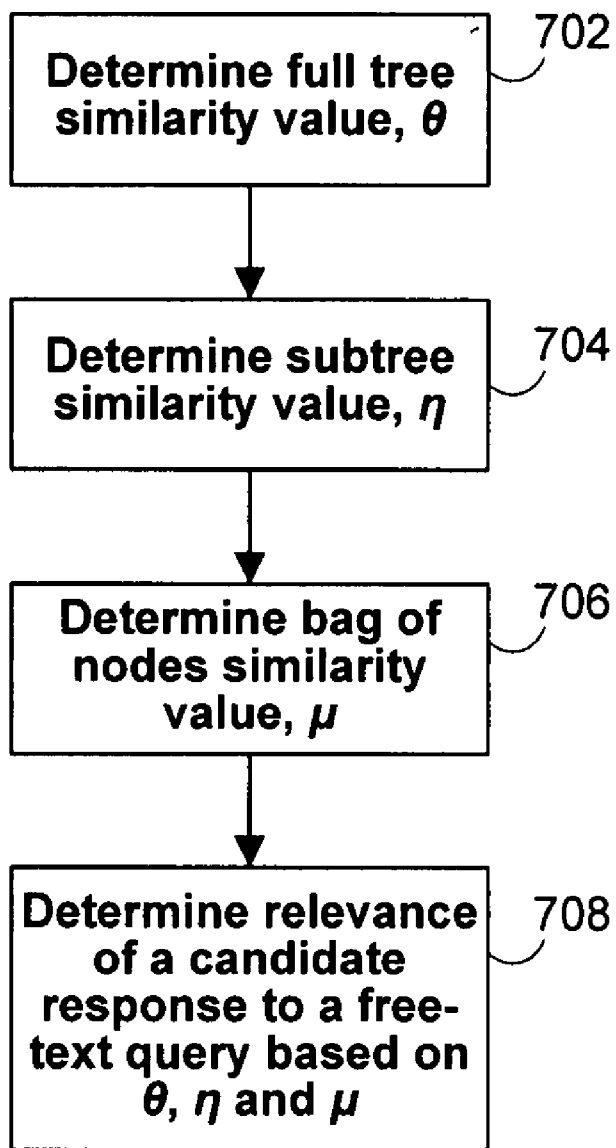 702
Determine full tree
similarity value, θ
704
Determine subtree
similarity value, η
706
Determine bag of
nodes similarity
value, μ
708
Determine relevance
of a candidate
response to a free-
text query based on
θ, η and μ